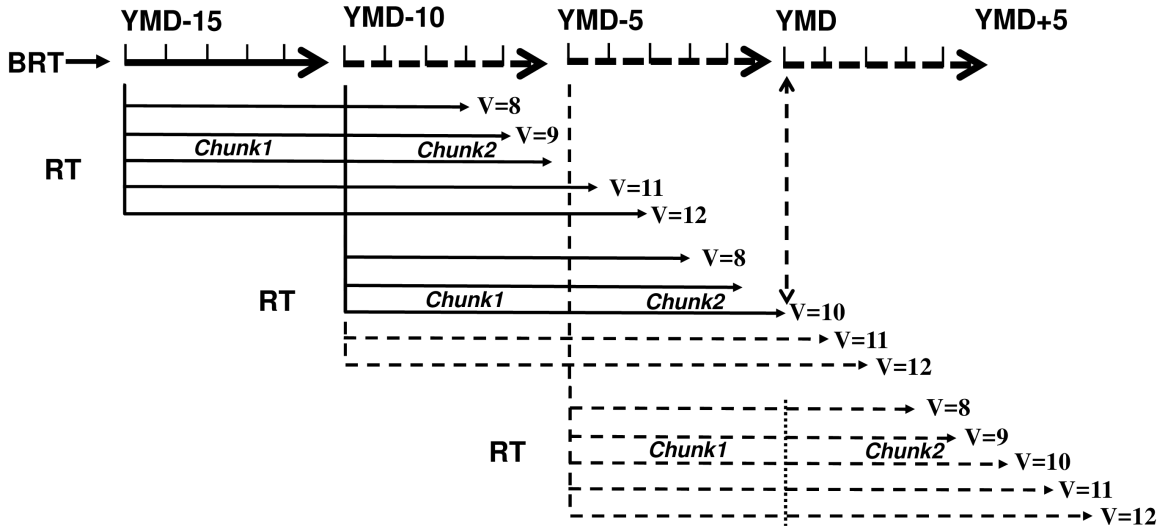 YMD-15 YMD-10 YMD-5 YMD YMD+5
BRT
V=8
V=9
Chunk1 Chunk2
RT
V=11
V=12
V=8
RT
Chunk1 Chunk2
V=10
V=11
V=12
V=8
V=9
RT
Chunk1 Chunk2
V=10
V=11
V=12